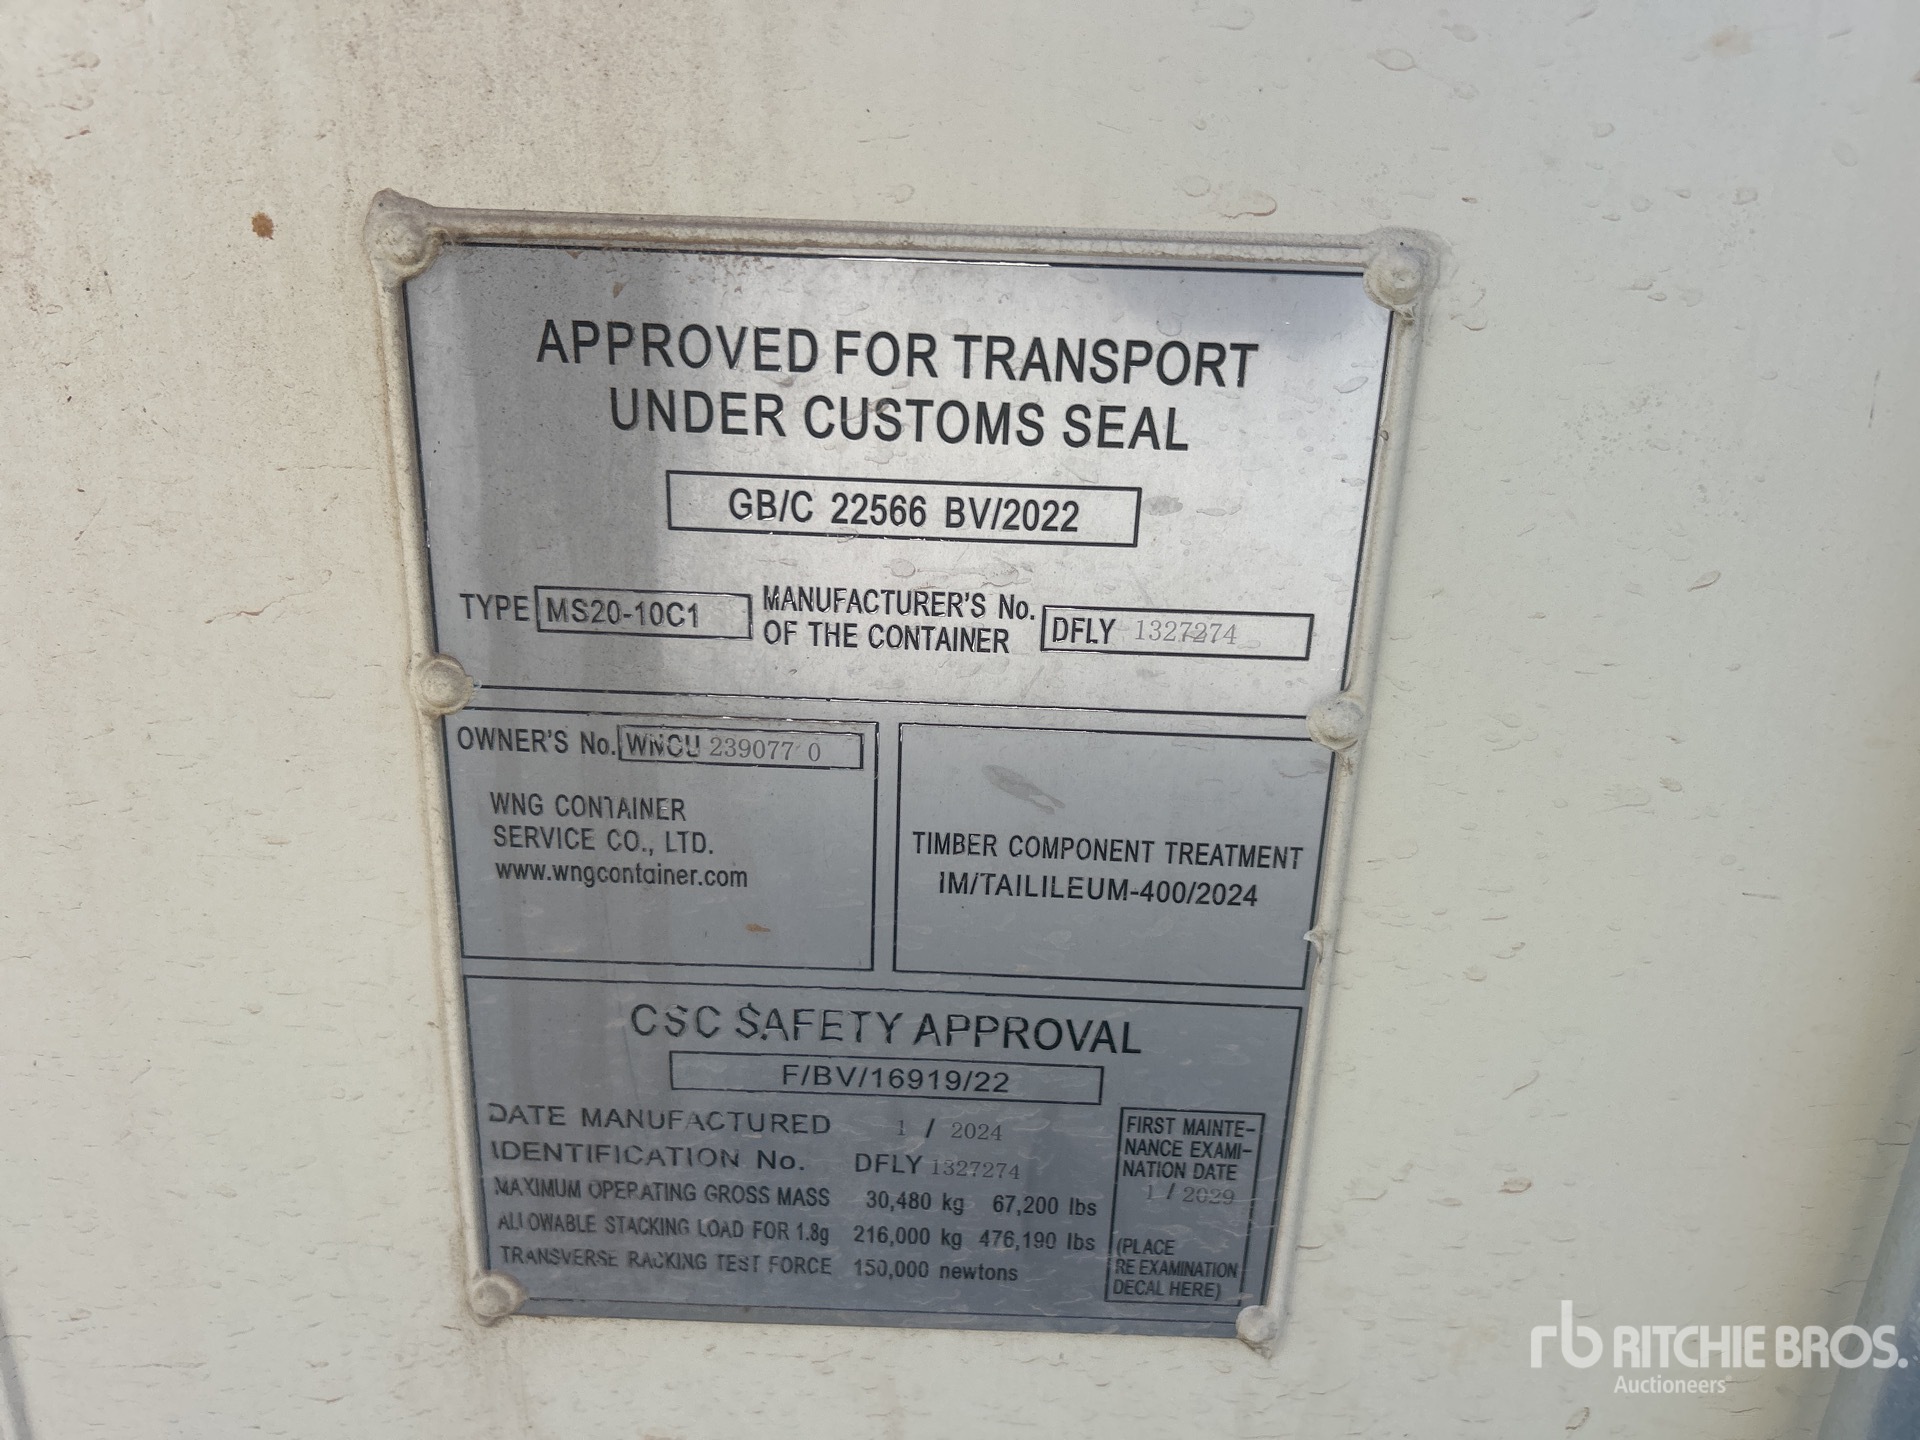 APPROVED FOR TRANSPORT
UNDER CUSTOMS SEAL
GB/C 22566 BV/2022
TYPE MS20-10C1
MANUFACTURER'S No.
OF THE CONTAINER
DFLY 1327274
OWNER'S No. WNGU 239077 0
WNG CONTAINER
SERVICE CO., LTD.
www.wngcontainer.com
TIMBER COMPONENT TREATMENT
IM/TAILILEUM-400/2024
CSC SAFETY APPROVAL
F/BV/16919/22
DATE MANUFACTURED 1 / 2024
IDENTIFICATION No. DFLY 1327274
MAXIMUM OPERATING GROSS MASS 30,480 kg 67,200 lbs
ALLOWABLE STACKING LOAD FOR 1.8g 216,000 kg 476,190 lbs
TRANSVERSE RACKING TEST FORCE 150,000 newtons
FIRST MAINTE-
NANCE EXAMI-
NATION DATE
1 / 2029
(PLACE
RE EXAMINATION
DECAL HERE)
rb RITCHIE BROS.
Auctioneers